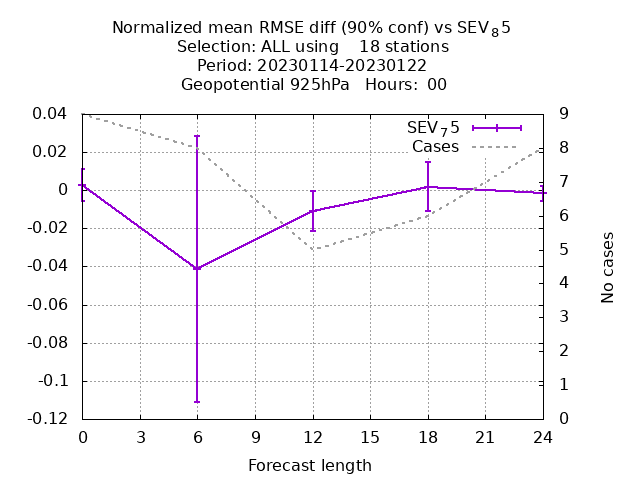 Normalized mean RMSE diff (90% conf) vs SEV₈5
Selection: ALL using    18 stations
Period: 20230114-20230122
Geopotential 925hPa   Hours:  00
SEV₇5
Cases
0.04
0.02
0
-0.02
-0.04
-0.06
-0.08
-0.1
-0.12
9
8
7
6
5
4
3
2
1
0
No cases
0 3 6 9 12 15 18 21 24
Forecast length